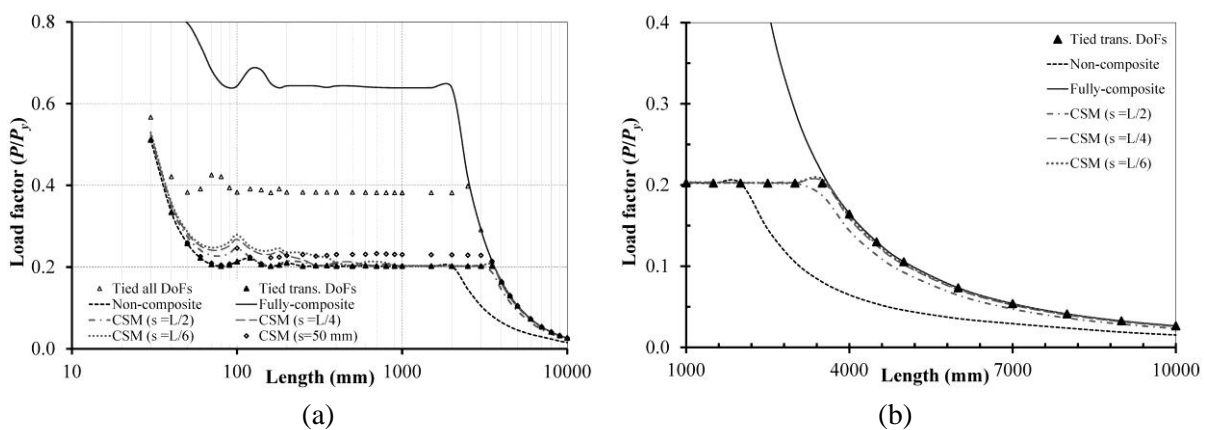 0.8
0.6
0.4
0.2
0.0
Load factor (P/Py)
Tied all DoFs
Tied trans. DoFs
Non-composite
Fully-composite
CSM (s =L/2)
CSM (s =L/4)
CSM (s =L/6)
CSM (s=50 mm)
10
100
1000
10000
Length (mm)
(a)
0.4
0.3
0.2
0.1
0.0
Load factor (P/Py)
Tied trans. DoFs
Non-composite
Fully-composite
CSM (s =L/2)
CSM (s =L/4)
CSM (s =L/6)
1000
4000
7000
10000
Length (mm)
(b)